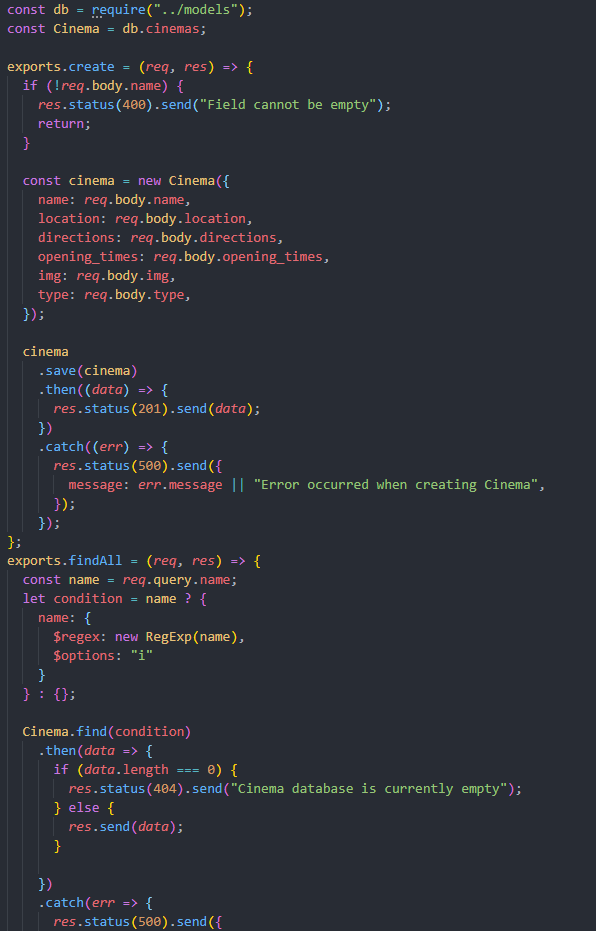 const db = require("../models");
const Cinema = db.cinemas;

exports.create = (req, res) => {
  if (!req.body.name) {
    res.status(400).send("Field cannot be empty");
    return;
  }

  const cinema = new Cinema({
    name: req.body.name,
    location: req.body.location,
    directions: req.body.directions,
    opening_times: req.body.opening_times,
    img: req.body.img,
    type: req.body.type,
  });

  cinema
    .save(cinema)
    .then((data) => {
      res.status(201).send(data);
    })
    .catch((err) => {
      res.status(500).send({
        message: err.message || "Error occurred when creating Cinema",
      });
    });
};
exports.findAll = (req, res) => {
  const name = req.query.name;
  let condition = name ? {
    name: {
      $regex: new RegExp(name),
      $options: "i"
    }
  } : {};

  Cinema.find(condition)
    .then(data => {
      if (data.length === 0) {
        res.status(404).send("Cinema database is currently empty");
      } else {
        res.send(data);
      }

    })
    .catch(err => {
      res.status(500).send({